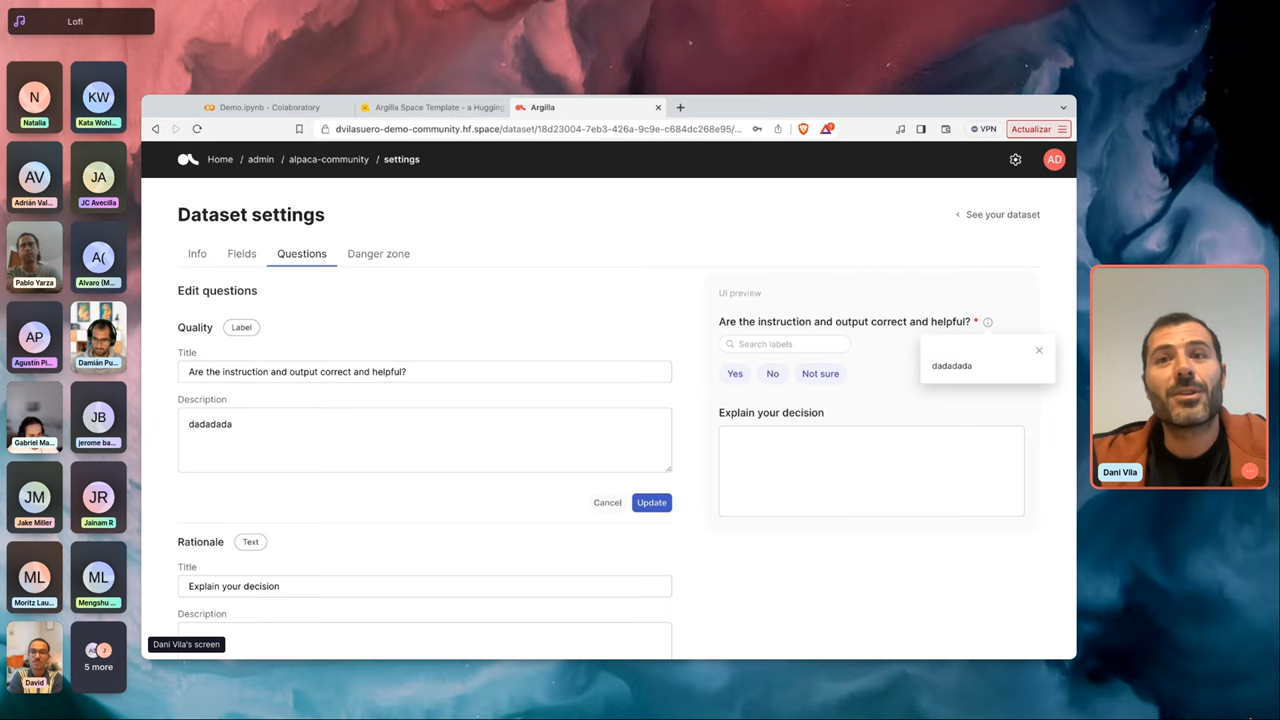 Lofi
N
Natalia
KW
Kata Wohl...
AV
Adrián Val...
JA
JC Avecilla
Pablo Yarza
A(
Alvaro (M...
AP
Agustín Pi...
Damián Pu...
Gabriel Ma...
JB
jerome ba...
JM
Jake Miller
JR
Jainam R
ML
Moritz Lau...
ML
Mengshu ...
David
J
5 more
Demo.ipynb - Colaboratory
Argilla Space Template - a Hugging
Argilla
dvilasuero-demo-community.hf.space/dataset/18d23004-7eb3-426a-9c9e-c684dc268e95/...
VPN
Actualizar
Home / admin / alpaca-community / settings
AD
Dataset settings
See your dataset
Info Fields Questions Danger zone
Edit questions
Quality Label
Title
Are the instruction and output correct and helpful?
Description
dadadada
Cancel Update
Rationale Text
Title
Explain your decision
Description
UI preview
Are the instruction and output correct and helpful? *
Search labels
dadadada
Yes No Not sure
Explain your decision
Dani Vila's screen
Dani Vila